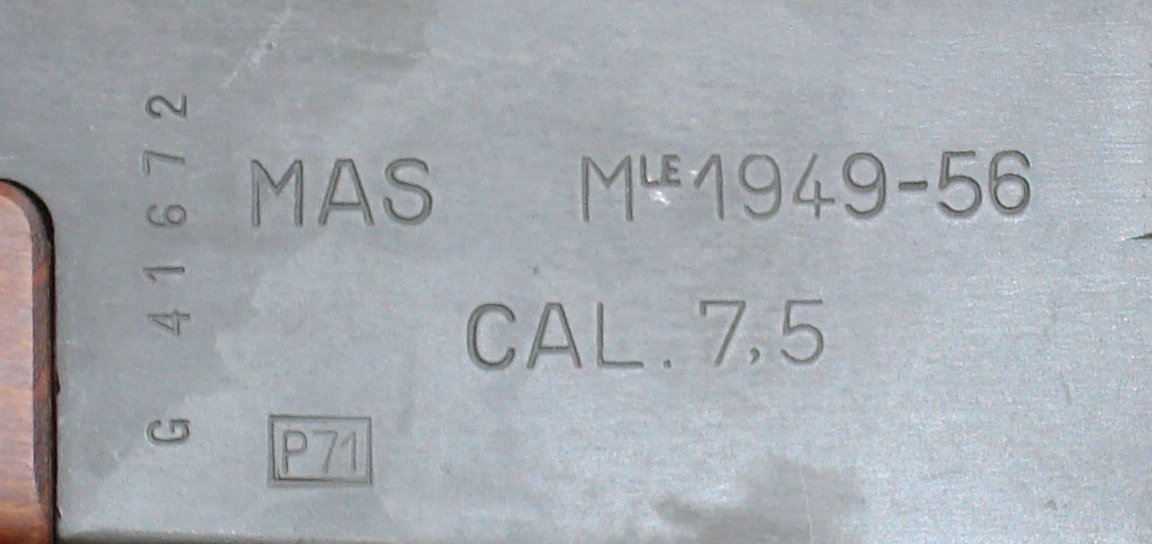 G 41672
MAS MLE 1949-56
CAL. 7,5
P71